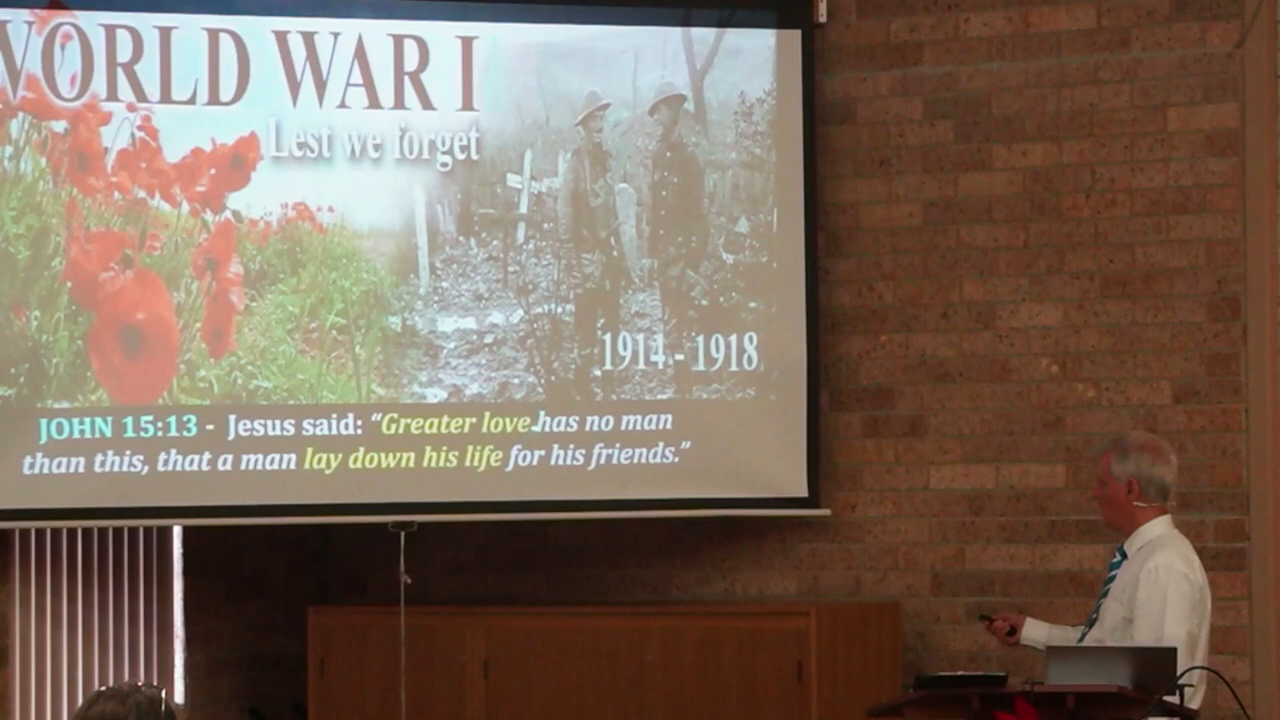 WORLD WAR I
Lest we forget
1914 - 1918
JOHN 15:13 - Jesus said: “Greater love has no man
than this, that a man lay down his life for his friends.”